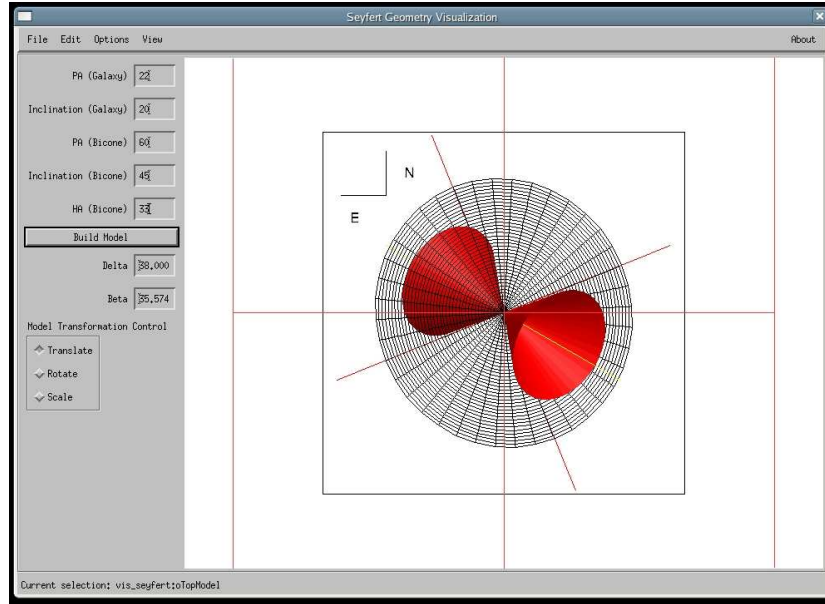 Seyfert Geometry Visualization
File Edit Options View About
PA (Galaxy) 22
Inclination (Galaxy) 20
PA (Bicone) 60
Inclination (Bicone) 45
HA (Bicone) 33
Build Model
Delta 38.000
Beta 35.574
Model Transformation Control
Translate
Rotate
Scale
N
E
Current selection: vis_seyfert:oTopModel